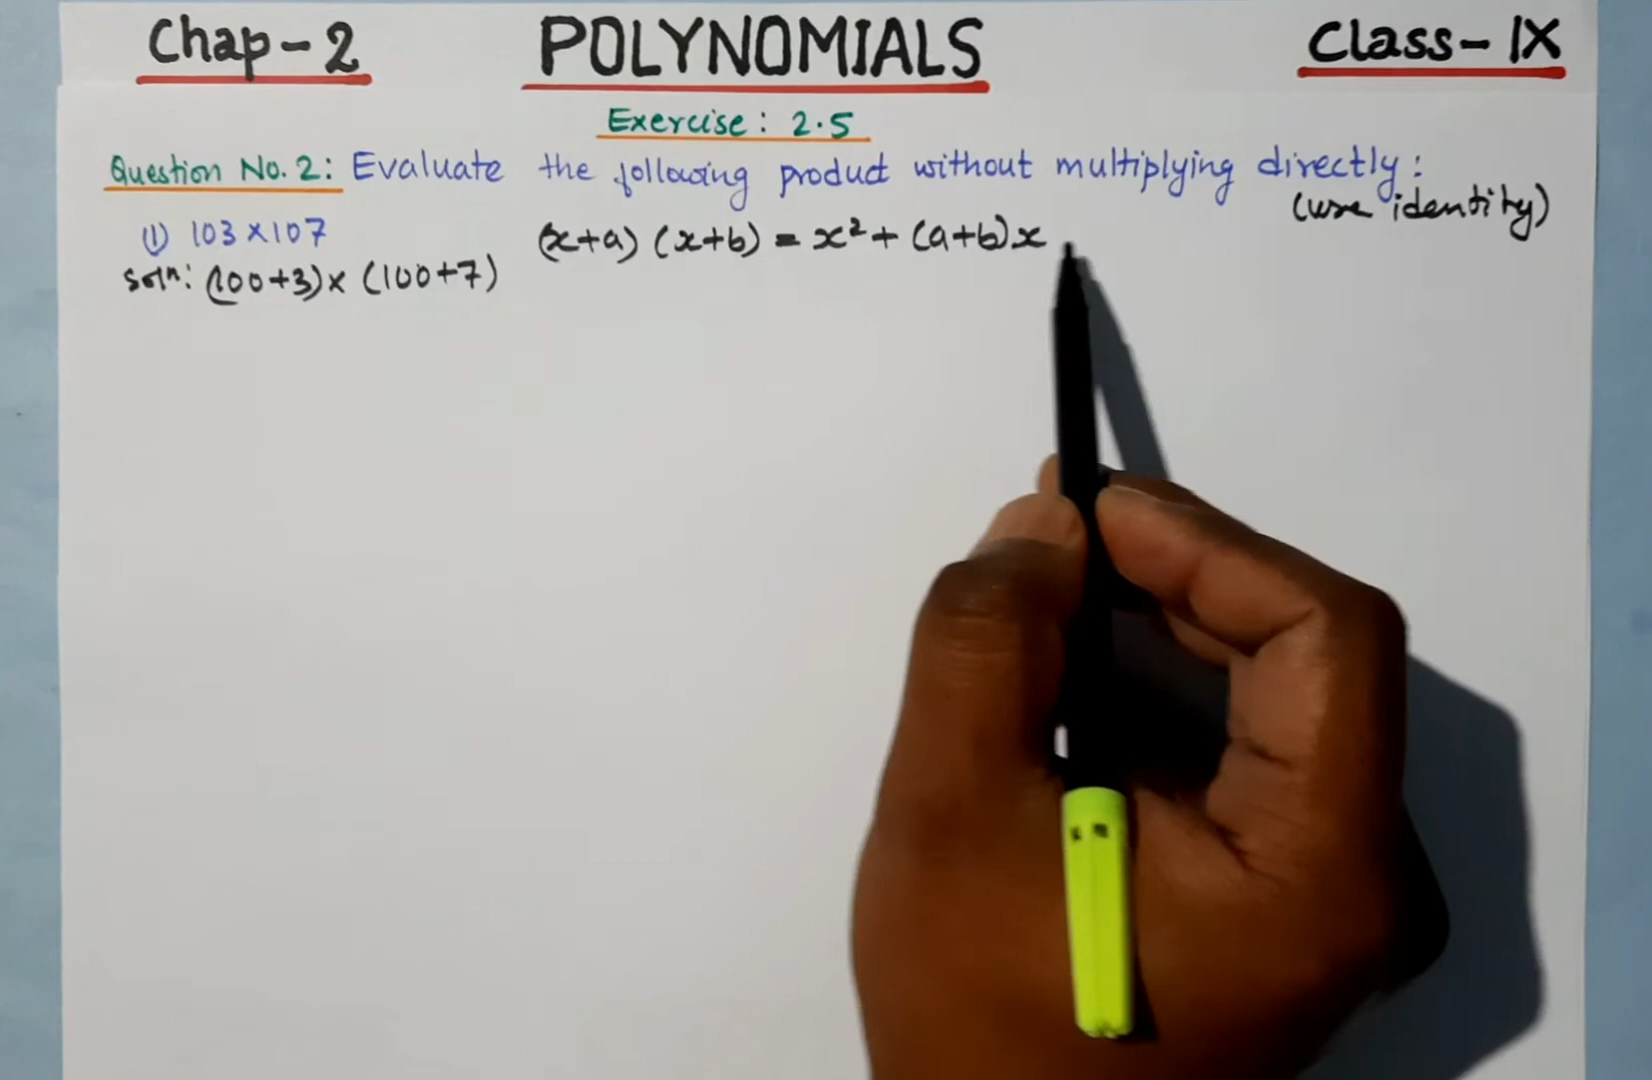 Chap-2 POLYNOMIALS Class-IX
Exercise: 2.5
Question No. 2: Evaluate the following product without multiplying directly:
(use identity)
(i) 103 × 107 (x+a) (x+b) = x² + (a+b)x
Solⁿ: (100+3) × (100+7)